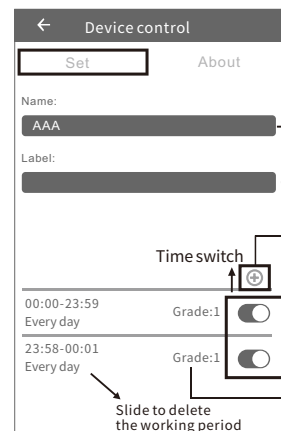 Device control
Set
About
Name:
AAA
Label:
Time switch
00:00-23:59
Every day
Grade:1
23:58-00:01
Every day
Grade:1
Slide to delete
the working period